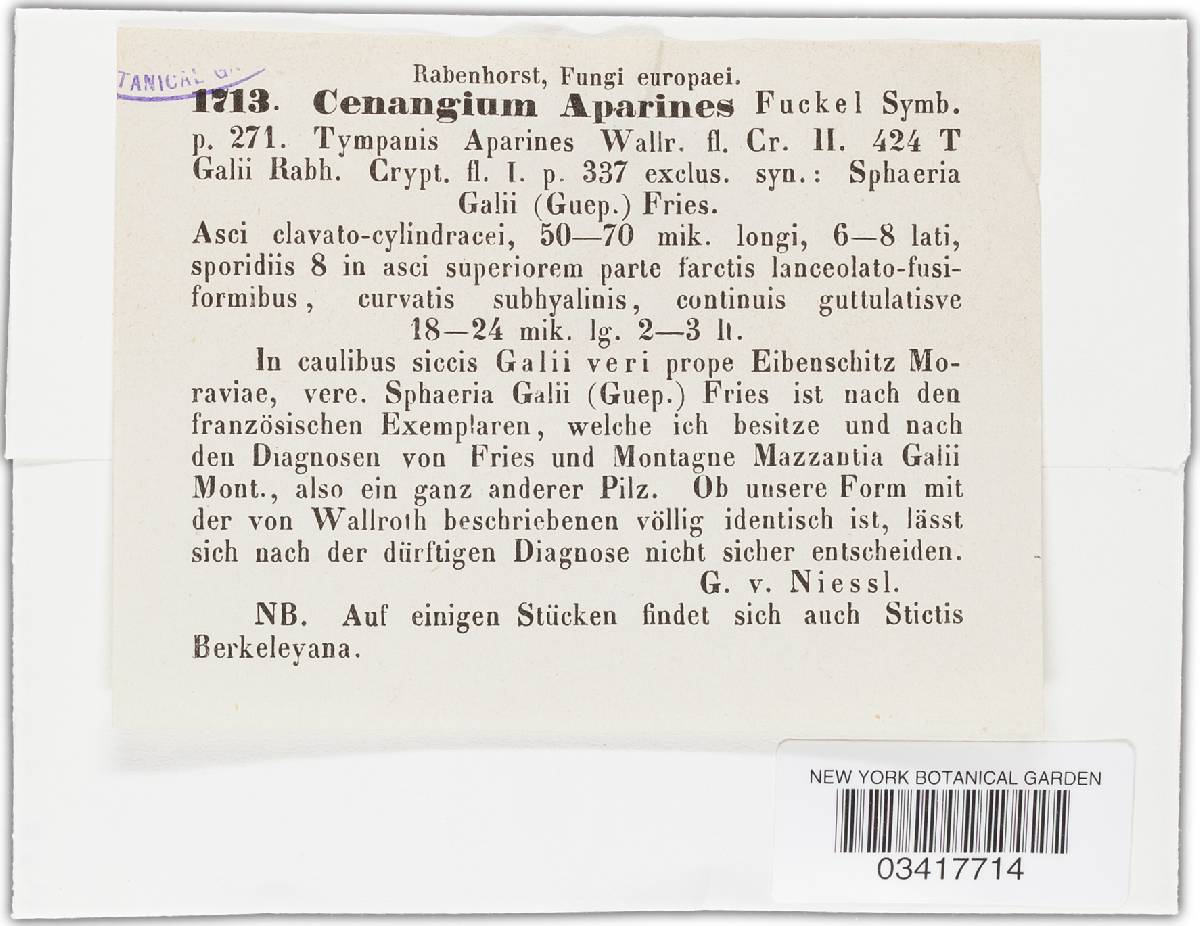 TANICAL GA
Rabenhorst, Fungi europaei.
1713. Cenangium Aparines Fuckel Symb.
p. 271. Tympanis Aparines Wallr. fl. Cr. II. 424 T
Galii Rabh. Crypt. fl. I. p. 337 exclus. syn.: Sphaeria
Galii (Guep.) Fries.
Asci clavato-cylindracei, 50—70 mik. longi, 6—8 lati,
sporidiis 8 in asci superiorem parte farctis lanceolato-fusi-
formibus, curvatis subhyalinis, continuis guttulatisve
18—24 mik. lg. 2—3 lt.
In caulibus siccis Galii veri prope Eibenschitz Mo-
raviae, vere. Sphaeria Galii (Guep.) Fries ist nach den
französischen Exemplaren, welche ich besitze und nach
den Diagnosen von Fries und Montagne Mazzantia Galii
Mont., also ein ganz anderer Pilz. Ob unsere Form mit
der von Wallroth beschriebenen völlig identisch ist, lässt
sich nach der dürftigen Diagnose nicht sicher entscheiden.
G. v. Niessl.
NB. Auf einigen Stücken findet sich auch Stictis
Berkeleyana.
NEW YORK BOTANICAL GARDEN
03417714